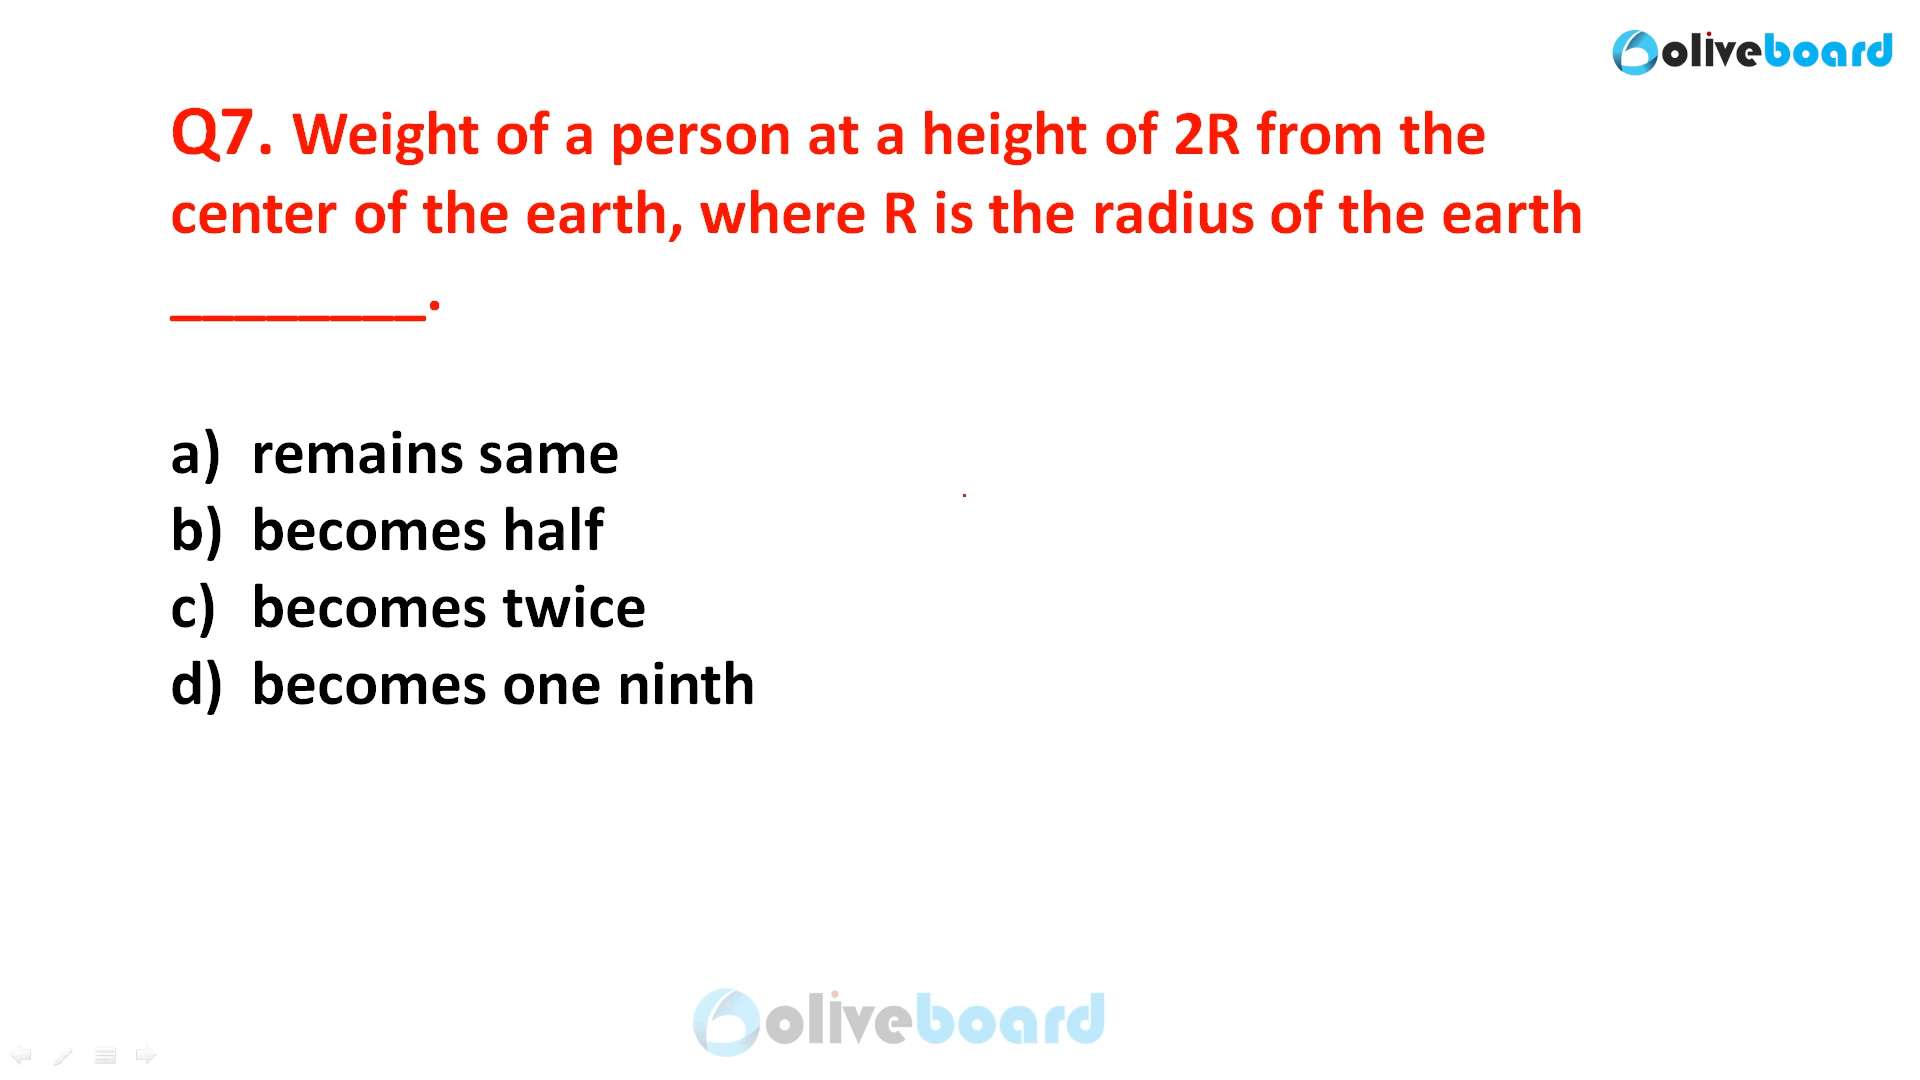 oliveboard
Q7. Weight of a person at a height of 2R from the
center of the earth, where R is the radius of the earth
________.
a) remains same
b) becomes half
c) becomes twice
d) becomes one ninth
oliveboard